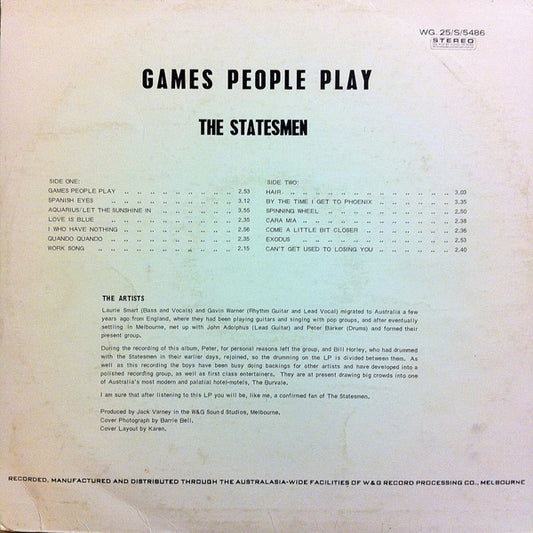 WG. 25/S/5486
STEREO
GAMES PEOPLE PLAY
THE STATESMEN
SIDE ONE:
GAMES PEOPLE PLAY .. .. .. .. .. .. .. .. .. 2.53
SPANISH EYES .. .. .. .. .. .. .. .. .. .. 3.12
AQUARIUS/LET THE SUNSHINE IN .. .. .. .. .. .. 3.55
LOVE IS BLUE .. .. .. .. .. .. .. .. .. .. 2.35
I WHO HAVE NOTHING .. .. .. .. .. .. .. .. .. 2.56
QUANDO QUANDO .. .. .. .. .. .. .. .. .. .. 2.35
WORK SONG .. .. .. .. .. .. .. .. .. .. .. 2.15
SIDE TWO:
HAIR .. .. .. .. .. .. .. .. .. .. .. .. 3.03
BY THE TIME I GET TO PHOENIX .. .. .. .. .. .. 3.35
SPINNING WHEEL .. .. .. .. .. .. .. .. .. 2.50
CARA MIA .. .. .. .. .. .. .. .. .. .. .. 2.38
COME A LITTLE BIT CLOSER .. .. .. .. .. .. .. 2.36
EXODUS .. .. .. .. .. .. .. .. .. .. .. 2.53
CAN'T GET USED TO LOSING YOU .. .. .. .. .. .. 2.40
THE ARTISTS
Laurie Smart (Bass and Vocals) and Gavin Warner (Rhythm Guitar and Lead Vocal) migrated to Australia a few
years ago from England, where they had been playing guitars and singing with pop groups, and after eventually
settling in Melbourne, met up with John Adolphus (Lead Guitar) and Peter Barker (Drums) and formed their
present group.
During the recording of this album, Peter, for personal reasons left the group, and Bill Horley, who had drummed
with the Statesmen in their earlier days, rejoined, so the drumming on the LP is divided between them. As
well as this recording the boys have been busy doing backings for other artists and have developed into a
polished recording group, as well as first class entertainers. They are at present drawing big crowds into one
of Australia's most modern and palatial hotel-motels, The Burvale.
I am sure that after listening to this LP you will be, like me, a confirmed fan of The Statesmen.
Produced by Jack Varney in the W&G Sound Studios, Melbourne.
Cover Photograph by Barrie Bell.
Cover Layout by Karen.
RECORDED, MANUFACTURED AND DISTRIBUTED THROUGH THE AUSTRALASIA-WIDE FACILITIES OF W&G RECORD PROCESSING CO., MELBOURNE